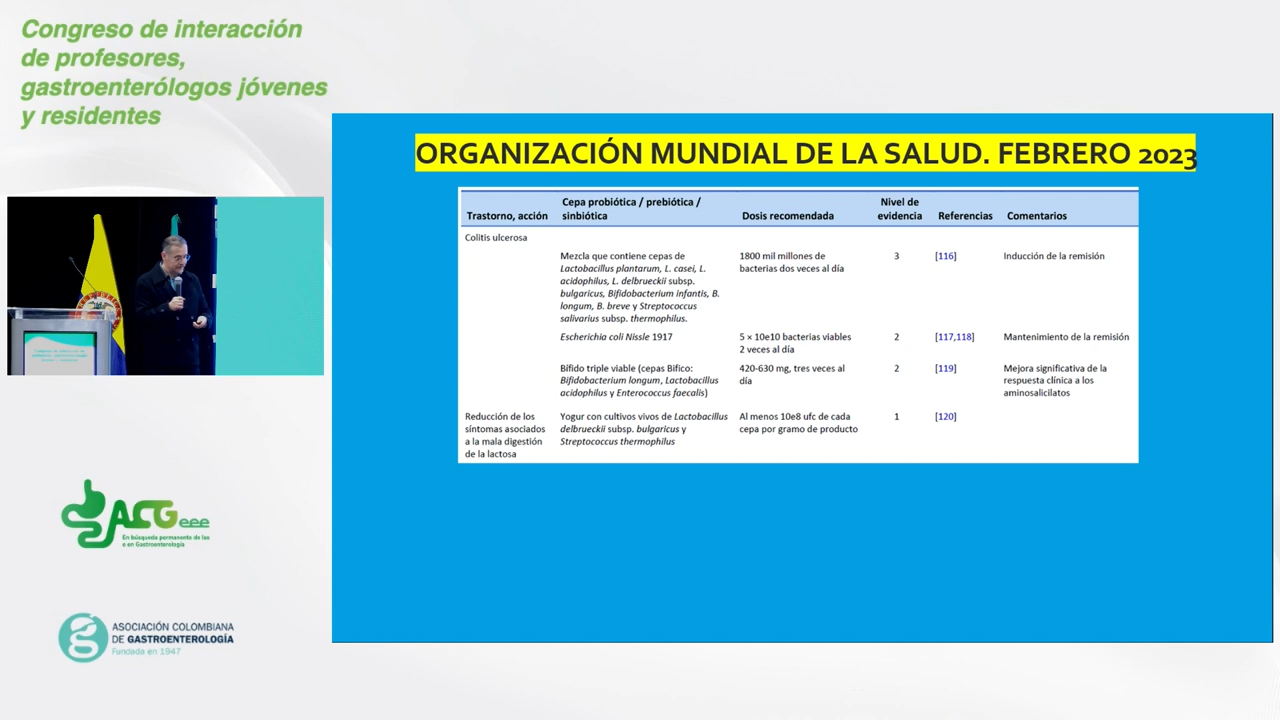 Congreso de interacción
de profesores,
gastroenterólogos jóvenes
y residentes
ORGANIZACIÓN MUNDIAL DE LA SALUD. FEBRERO 2023
Trastorno, acción
Cepa probiótica / prebiótica /
sinbiótica
Dosis recomendada
Nivel de
evidencia
Referencias
Comentarios
Colitis ulcerosa
Mezcla que contiene cepas de
Lactobacillus plantarum, L. casei, L.
acidophilus, L. delbrueckii subsp.
bulgaricus, Bifidobacterium infantis, B.
longum, B. breve y Streptococcus
salivarius subsp. thermophilus.
1800 mil millones de
bacterias dos veces al día
3
[116]
Inducción de la remisión
Escherichia coli Nissle 1917
5 × 10e10 bacterias viables
2 veces al día
2
[117,118]
Mantenimiento de la remisión
Bífido triple viable (cepas Bifico:
Bifidobacterium longum, Lactobacillus
acidophilus y Enterococcus faecalis)
420-630 mg, tres veces al
día
2
[119]
Mejora significativa de la
respuesta clínica a los
aminosalicilatos
Reducción de los
síntomas asociados
a la mala digestión
de la lactosa
Yogur con cultivos vivos de Lactobacillus
delbrueckii subsp. bulgaricus y
Streptococcus thermophilus
Al menos 10e8 ufc de cada
cepa por gramo de producto
1
[120]
ACG eee
En búsqueda permanente de las
e en Gastroenterología
ASOCIACIÓN COLOMBIANA
DE GASTROENTEROLOGÍA
Fundada en 1947